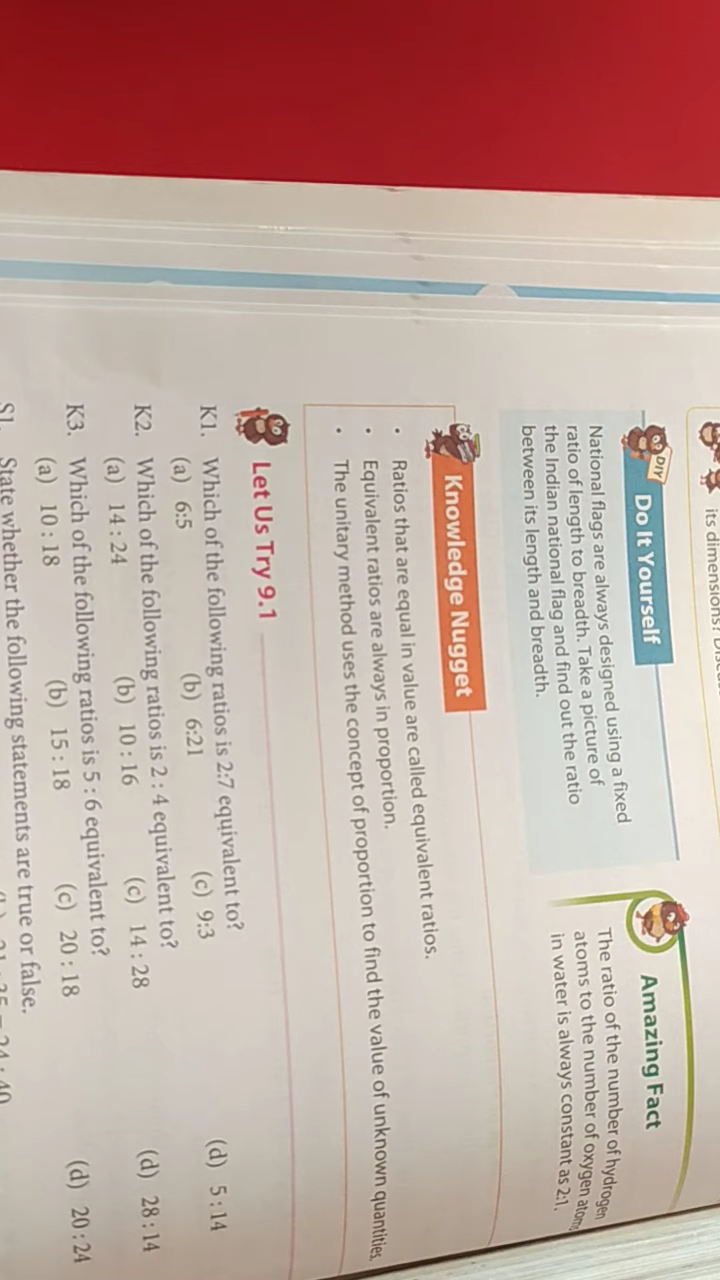 its dimensions?
DIY Do It Yourself
National flags are always designed using a fixed
ratio of length to breadth. Take a picture of
the Indian national flag and find out the ratio
between its length and breadth.
Amazing Fact
The ratio of the number of hydrogen
atoms to the number of oxygen atoms
in water is always constant as 2:1.
Knowledge Nugget
• Ratios that are equal in value are called equivalent ratios.
• Equivalent ratios are always in proportion.
• The unitary method uses the concept of proportion to find the value of unknown quantities.
Let Us Try 9.1
K1. Which of the following ratios is 2:7 equivalent to?
(a) 6:5 (b) 6:21 (c) 9:3 (d) 5:14
K2. Which of the following ratios is 2:4 equivalent to?
(a) 14:24 (b) 10:16 (c) 14:28 (d) 28:14
K3. Which of the following ratios is 5:6 equivalent to?
(a) 10:18 (b) 15:18 (c) 20:18 (d) 20:24
S1. State whether the following statements are true or false.